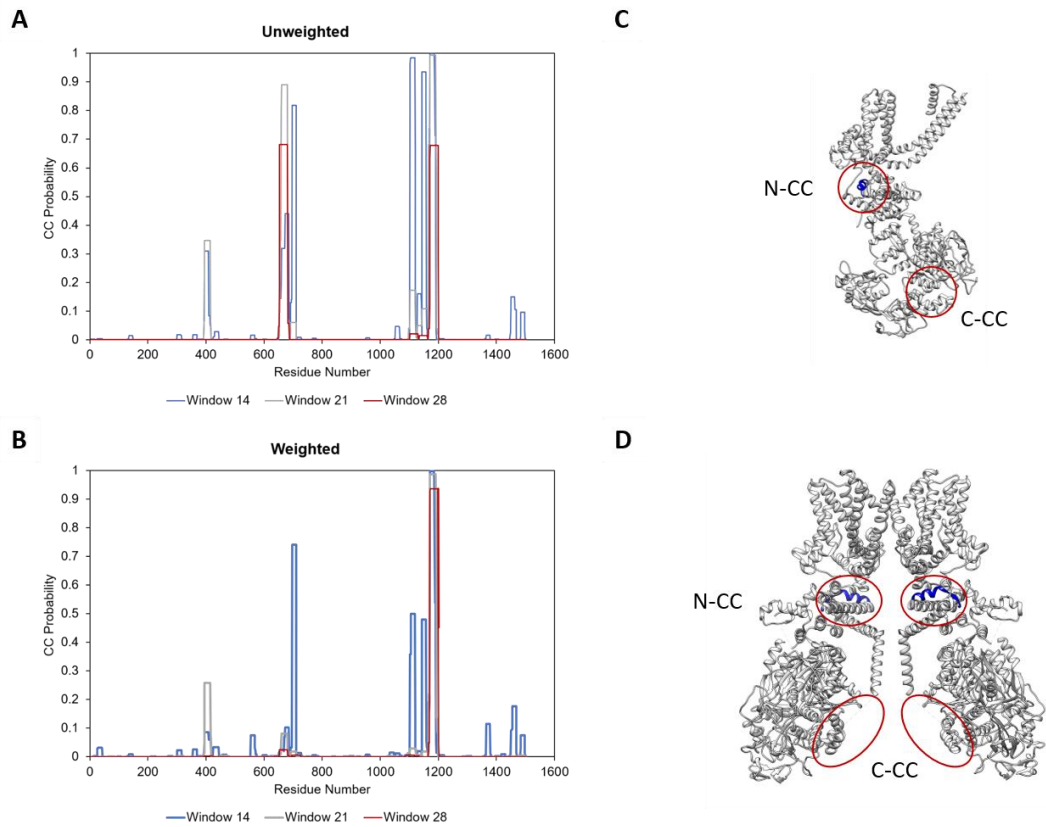 A
Unweighted
1
0.9
0.8
0.7
0.6
0.5
0.4
0.3
0.2
0.1
0
CC Probability
0 200 400 600 800 1000 1200 1400 1600
Residue Number
Window 14 Window 21 Window 28
B
Weighted
1
0.9
0.8
0.7
0.6
0.5
0.4
0.3
0.2
0.1
0
CC Probability
0 200 400 600 800 1000 1200 1400 1600
Residue Number
Window 14 Window 21 Window 28
C
N-CC
C-CC
D
N-CC
C-CC